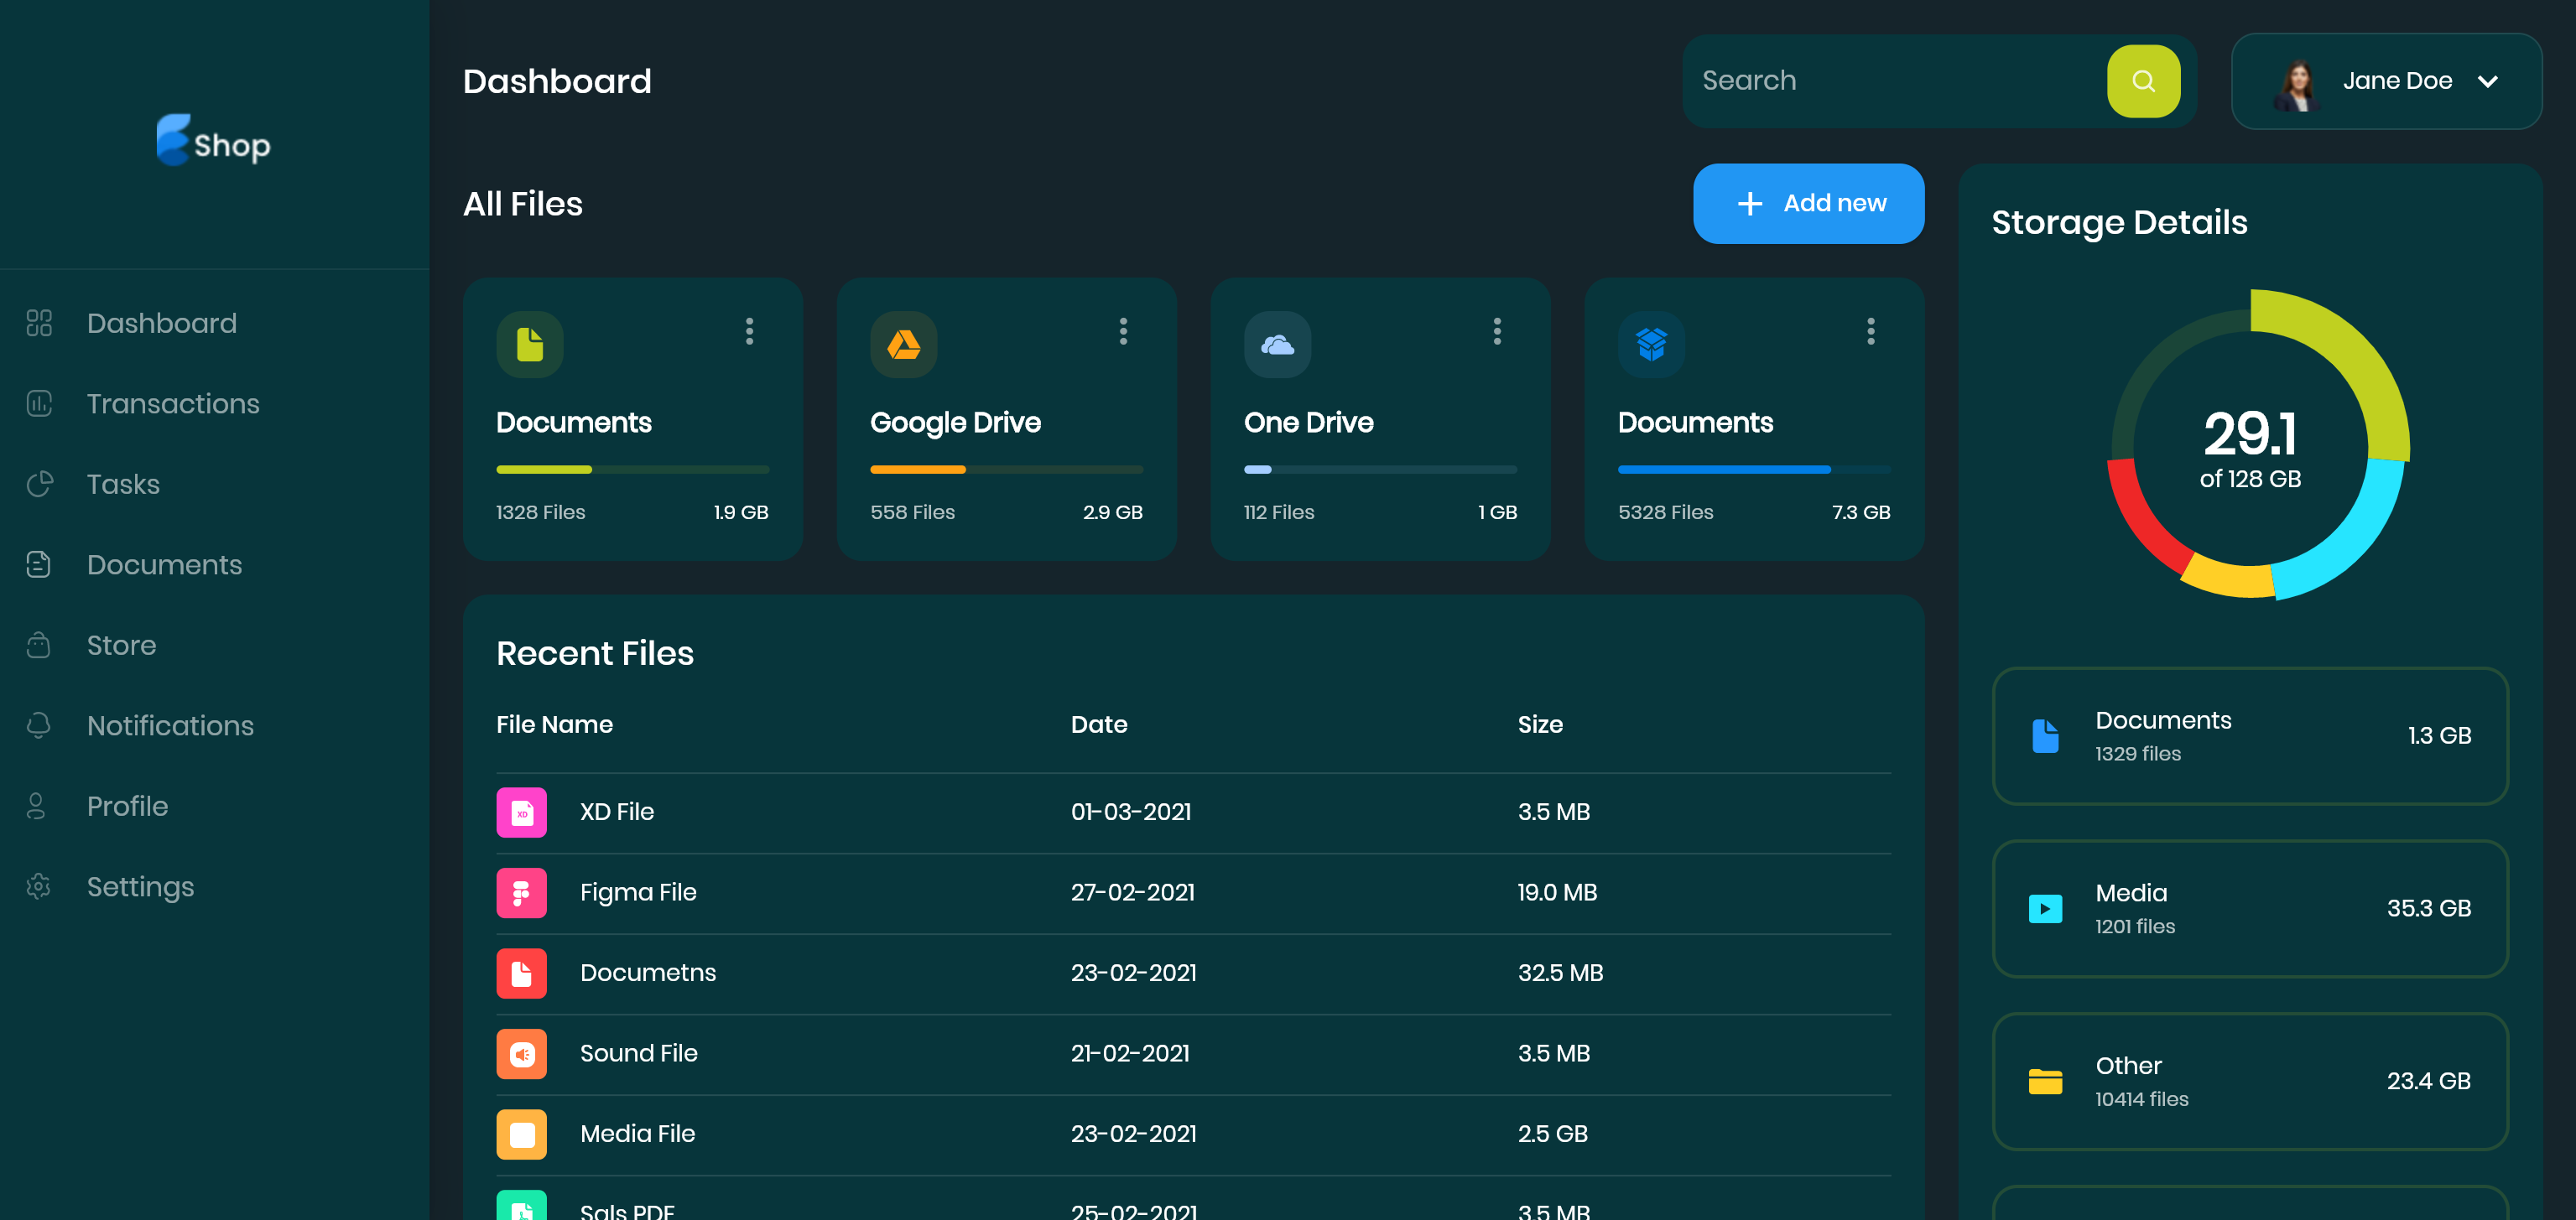 Shop
Dashboard
Transactions
Tasks
Documents
Store
Notifications
Profile
Settings
Dashboard
Search
Jane Doe
All Files
Add new
Documents
1328 Files 1.9 GB
Google Drive
558 Files 2.9 GB
One Drive
112 Files 1 GB
Documents
5328 Files 7.3 GB
Recent Files
File Name Date Size
XD
XD File 01-03-2021 3.5 MB
Figma File 27-02-2021 19.0 MB
Documetns 23-02-2021 32.5 MB
Sound File 21-02-2021 3.5 MB
Media File 23-02-2021 2.5 GB
Sals PDF 25-02-2021 3.5 MB
Storage Details
29.1
of 128 GB
Documents
1329 files
1.3 GB
Media
1201 files
35.3 GB
Other
10414 files
23.4 GB